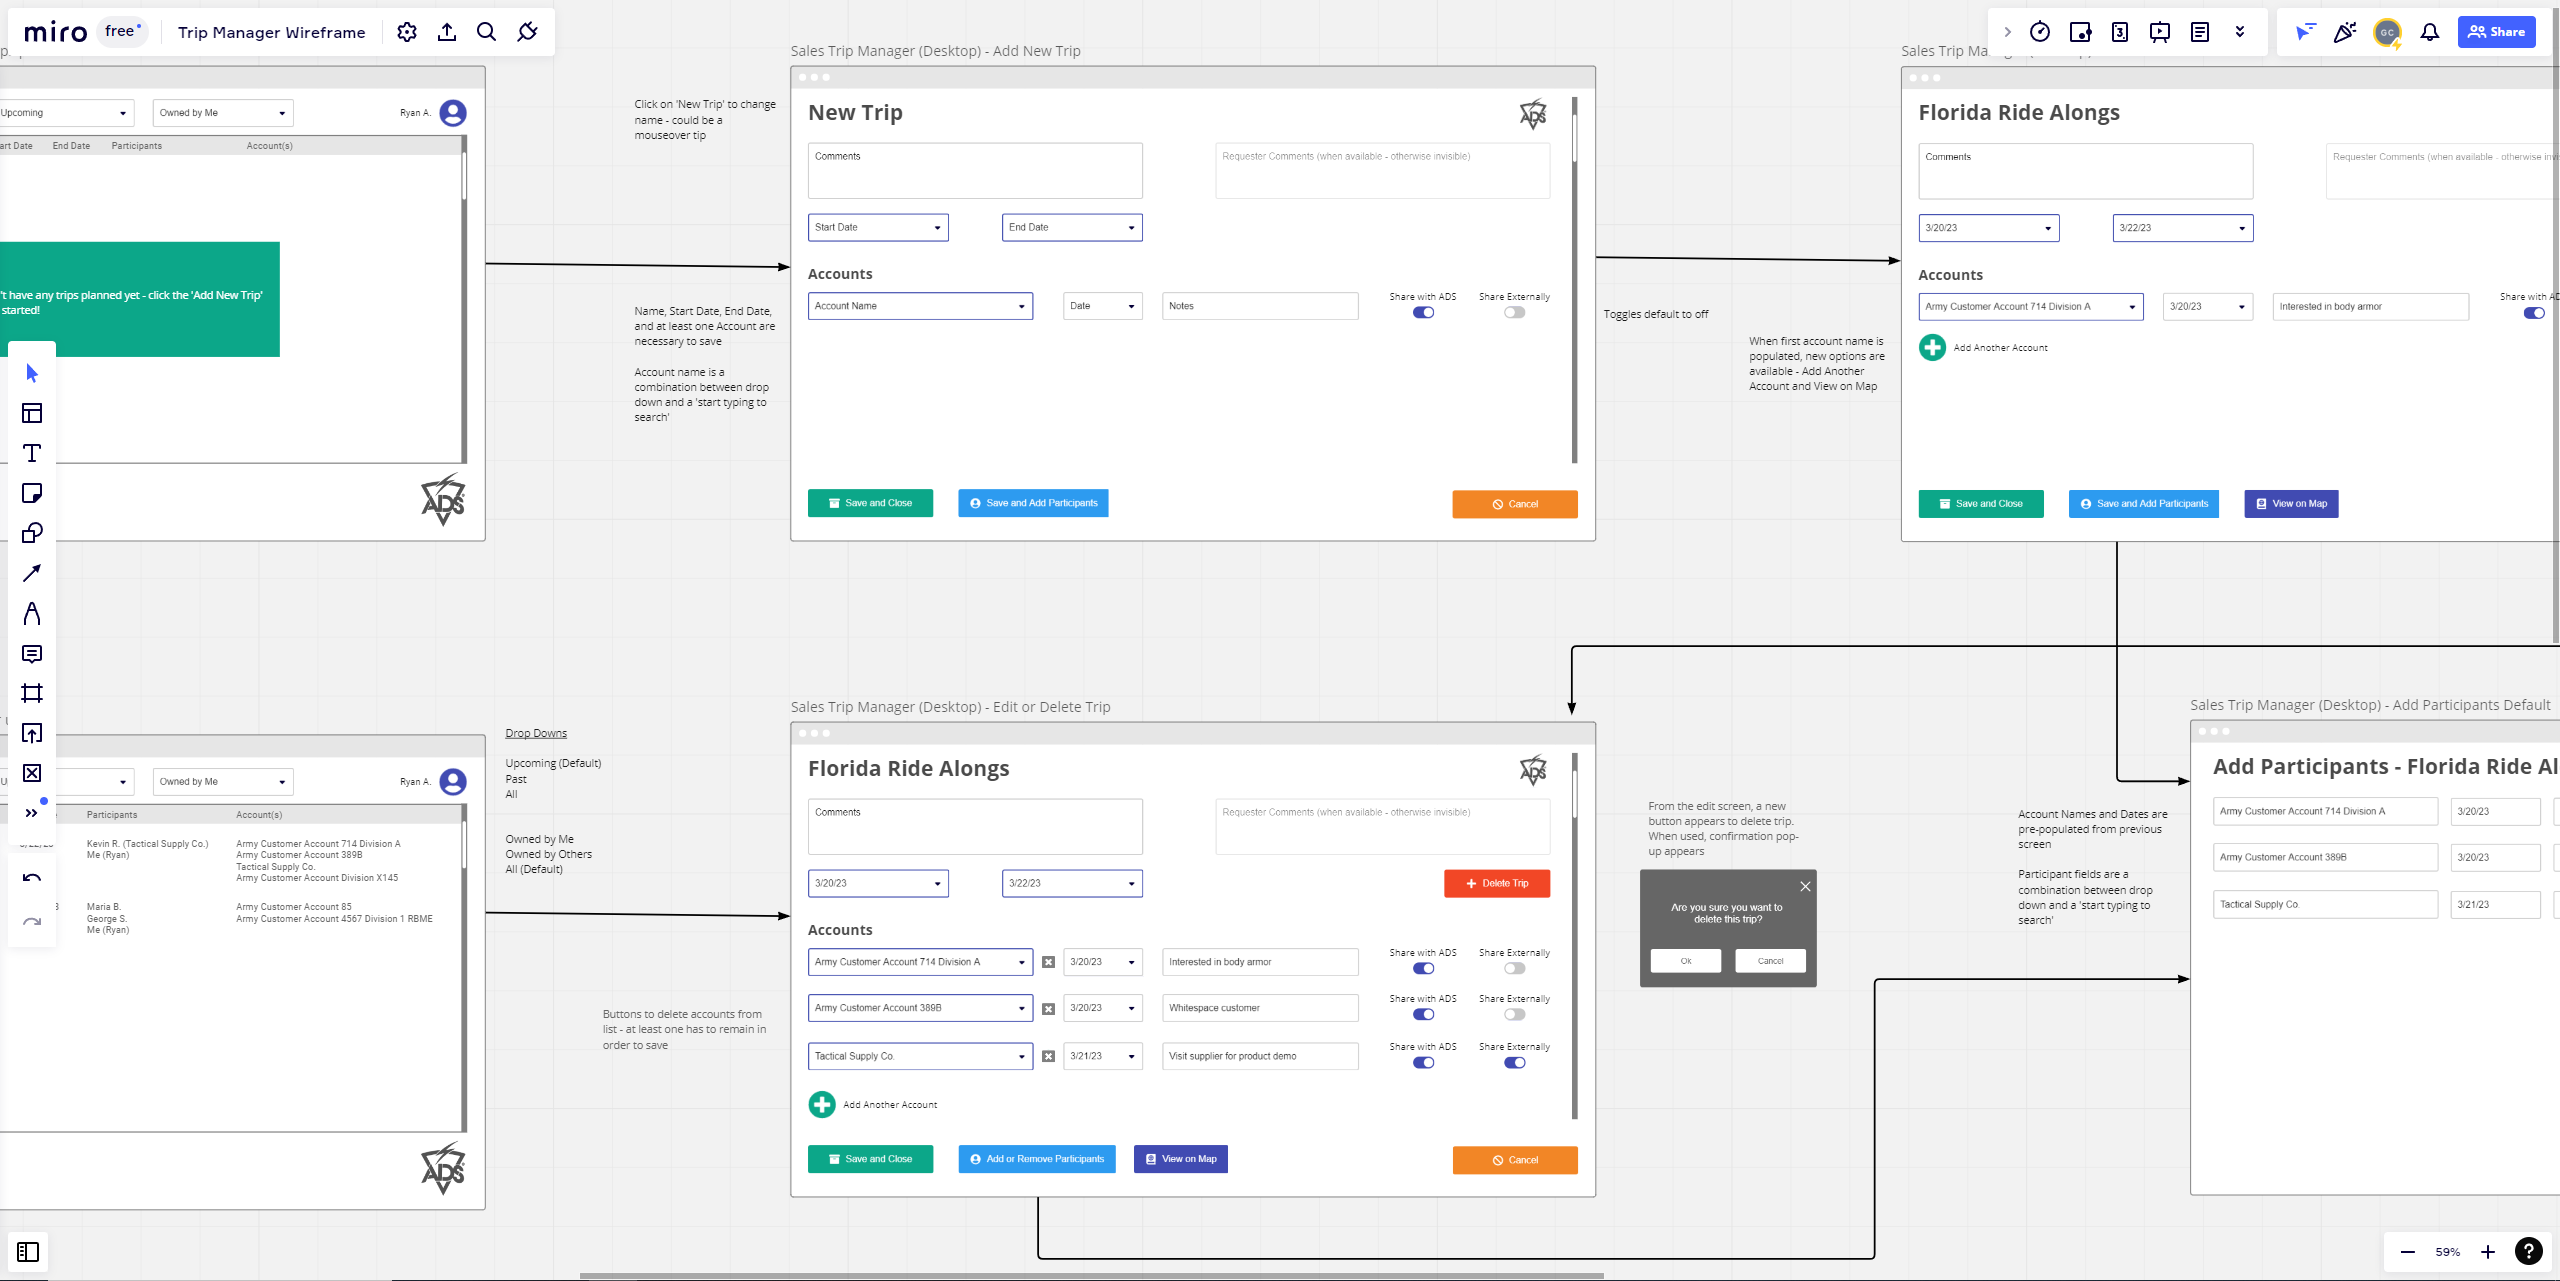 miro
free
Trip Manager Wireframe
Share
Upcoming
Owned by Me
Ryan A.
art Date
End Date
Participants
Account(s)
't have any trips planned yet - click the 'Add New Trip'
started!
ADS
Click on 'New Trip' to change
name - could be a
mouseover tip
Name, Start Date, End Date,
and at least one Account are
necessary to save
Account name is a
combination between drop
down and a 'start typing to
search'
Sales Trip Manager (Desktop) - Add New Trip
New Trip
ADS
Comments
Requester Comments (when available - otherwise invisible)
Start Date
End Date
Accounts
Account Name
Date
Notes
Share with ADS
Share Externally
Save and Close
Save and Add Participants
Cancel
Toggles default to off
When first account name is
populated, new options are
available - Add Another
Account and View on Map
Sales Trip Ma
Florida Ride Alongs
Comments
Requester Comments (when available - otherwise invi
3/20/23
3/22/23
Accounts
Army Customer Account 714 Division A
3/20/23
Interested in body armor
Share with AD
Add Another Account
Save and Close
Save and Add Participants
View on Map
Owned by Me
Ryan A.
Participants
Account(s)
Kevin R. (Tactical Supply Co.)
Me (Ryan)
Army Customer Account 714 Division A
Army Customer Account 389B
Tactical Supply Co.
Army Customer Account Division X145
3
Maria B.
George S.
Me (Ryan)
Army Customer Account 85
Army Customer Account 4567 Division 1 RBME
ADS
Drop Downs
Upcoming (Default)
Past
All
Owned by Me
Owned by Others
All (Default)
Buttons to delete accounts from
list - at least one has to remain in
order to save
Sales Trip Manager (Desktop) - Edit or Delete Trip
Florida Ride Alongs
ADS
Comments
Requester Comments (when available - otherwise invisible)
3/20/23
3/22/23
Delete Trip
Accounts
Army Customer Account 714 Division A
3/20/23
Interested in body armor
Share with ADS
Share Externally
Army Customer Account 389B
3/20/23
Whitespace customer
Share with ADS
Share Externally
Tactical Supply Co.
3/21/23
Visit supplier for product demo
Share with ADS
Share Externally
Add Another Account
Save and Close
Add or Remove Participants
View on Map
Cancel
From the edit screen, a new
button appears to delete trip.
When used, confirmation pop-
up appears
Are you sure you want to
delete this trip?
Ok
Cancel
Account Names and Dates are
pre-populated from previous
screen
Participant fields are a
combination between drop
down and a 'start typing to
search'
Sales Trip Manager (Desktop) - Add Participants Default
Add Participants - Florida Ride Al
Army Customer Account 714 Division A
3/20/23
Army Customer Account 389B
3/20/23
Tactical Supply Co.
3/21/23
59%